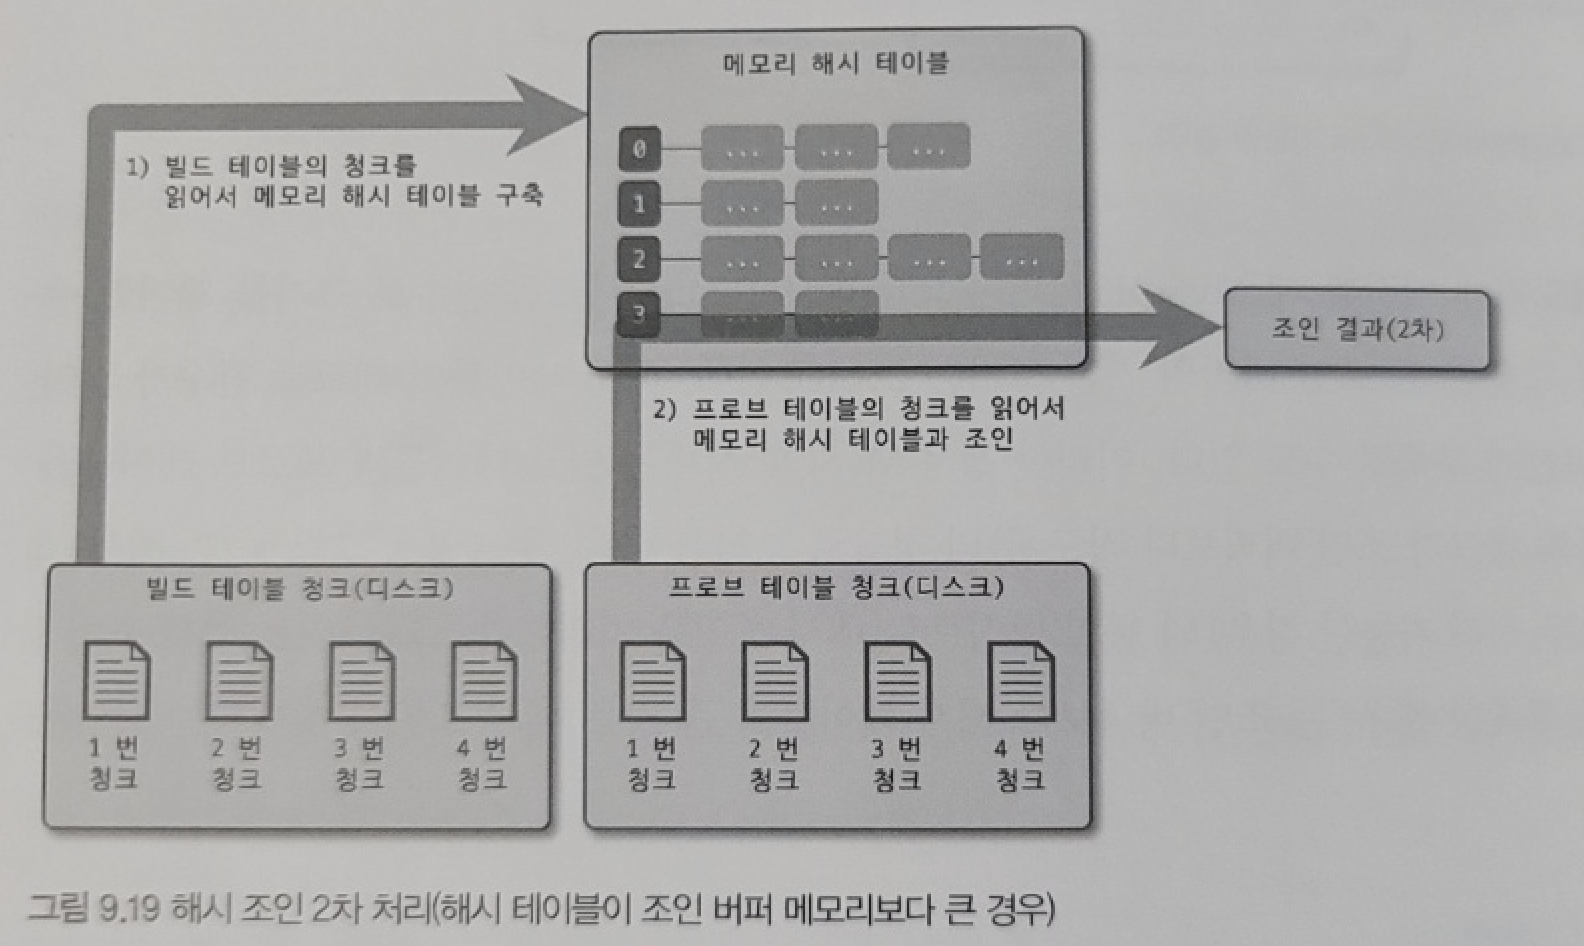 메모리 해시 테이블
0 ... ... ...
1 ... ...
2 ... ... ... ...
3 ... ...
1) 빌드 테이블의 청크를
읽어서 메모리 해시 테이블 구축
조인 결과(2차)
2) 프로브 테이블의 청크를 읽어서
메모리 해시 테이블과 조인
빌드 테이블 청크(디스크)
1 번
청크
2 번
청크
3 번
청크
4 번
청크
프로브 테이블 청크(디스크)
1 번
청크
2 번
청크
3 번
청크
4 번
청크
그림 9.19 해시 조인 2차 처리(해시 테이블이 조인 버퍼 메모리보다 큰 경우)